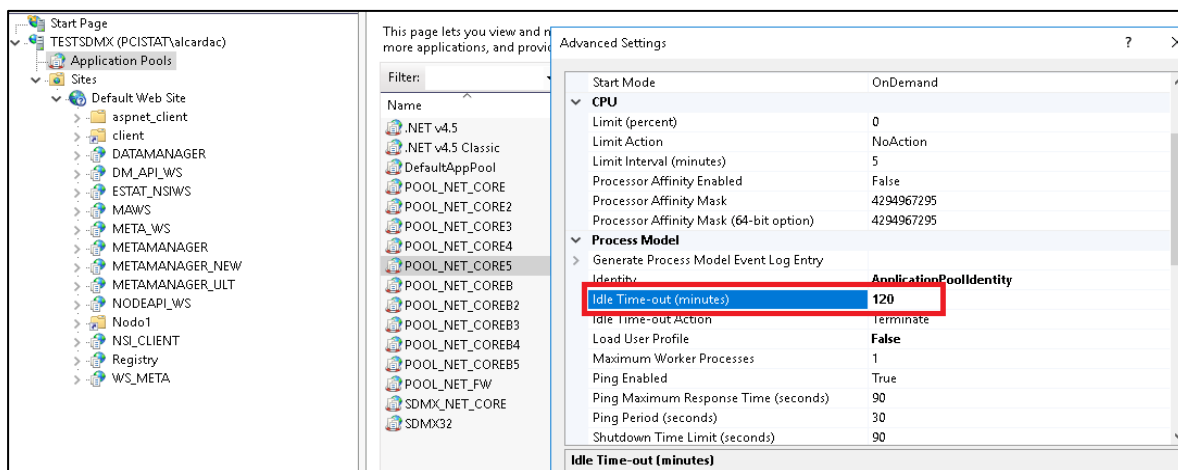 Start Page
TESTSDMX (PCISTAT\alcardac)
Application Pools
Sites
Default Web Site
aspnet_client
client
DATAMANAGER
DM_API_WS
ESTAT_NSIWS
MAWS
META_WS
METAMANAGER
METAMANAGER_NEW
METAMANAGER_ULT
NODEAPI_WS
Nodo1
NSI_CLIENT
Registry
WS_META
This page lets you view and
more applications, and
Filter:
Name
.NET v4.5
.NET v4.5 Classic
DefaultAppPool
POOL_NET_CORE
POOL_NET_CORE2
POOL_NET_CORE3
POOL_NET_CORE4
POOL_NET_CORE5
POOL_NET_COREB
POOL_NET_COREB2
POOL_NET_COREB3
POOL_NET_COREB4
POOL_NET_COREB5
POOL_NET_FW
SDMX_NET_CORE
SDMX32
Advanced Settings
Start Mode OnDemand
CPU
Limit (percent) 0
Limit Action NoAction
Limit Interval (minutes) 5
Processor Affinity Enabled False
Processor Affinity Mask 4294967295
Processor Affinity Mask (64-bit option) 4294967295
Process Model
Generate Process Model Event Log Entry
Identity ApplicationPoolIdentity
Idle Time-out (minutes) 120
Idle Time-out Action Terminate
Load User Profile False
Maximum Worker Processes 1
Ping Enabled True
Ping Maximum Response Time (seconds) 90
Ping Period (seconds) 30
Shutdown Time Limit (seconds) 90
Idle Time-out (minutes)